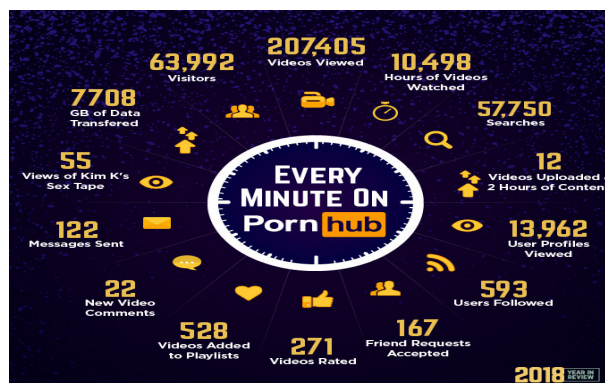 207,405
Videos Viewed
10,498
Hours of Videos
Watched
57,750
Searches
12
Videos Uploaded &
2 Hours of Content
13,962
User Profiles
Viewed
593
Users Followed
167
Friend Requests
Accepted
271
Videos Rated
528
Videos Added
to Playlists
22
New Video
Comments
122
Messages Sent
55
Views of Kim K's
Sex Tape
7708
GB of Data
Transfered
63,992
Visitors
EVERY
MINUTE ON
Porn hub
2018 YEAR IN
REVIEW